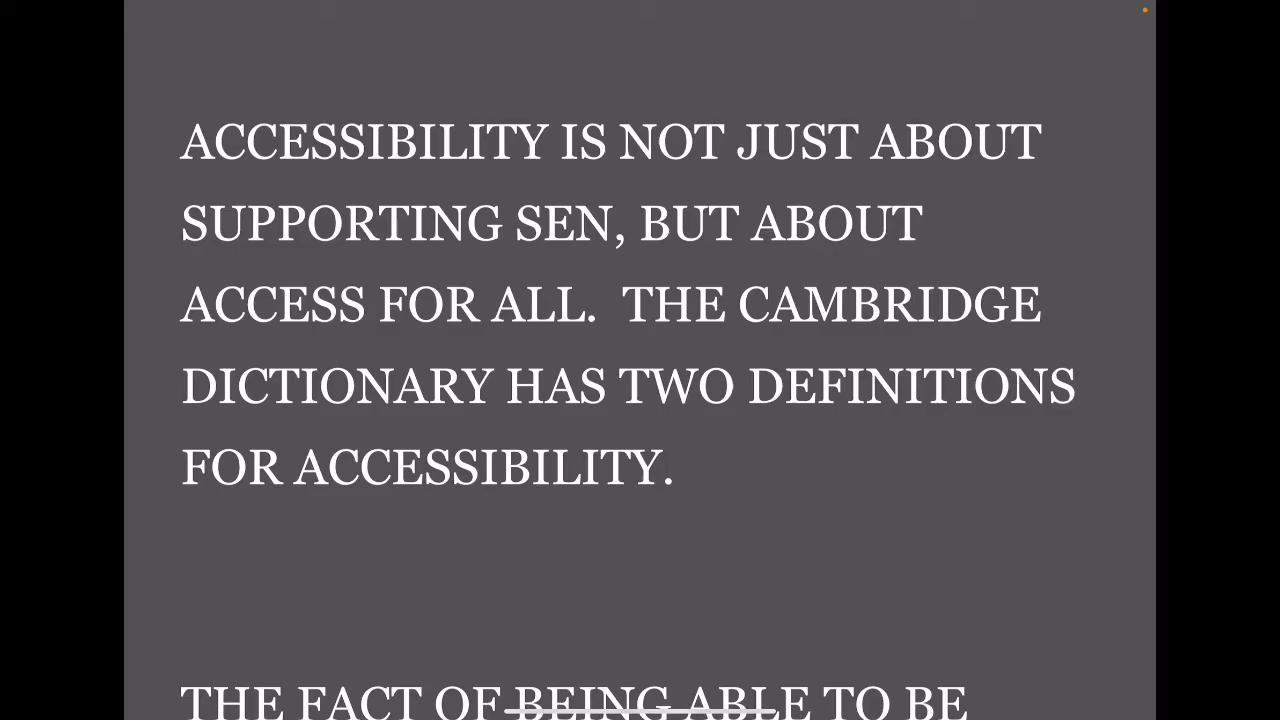 ACCESSIBILITY IS NOT JUST ABOUT
SUPPORTING SEN, BUT ABOUT
ACCESS FOR ALL.  THE CAMBRIDGE
DICTIONARY HAS TWO DEFINITIONS
FOR ACCESSIBILITY.
THE FACT OF BEING ABLE TO BE